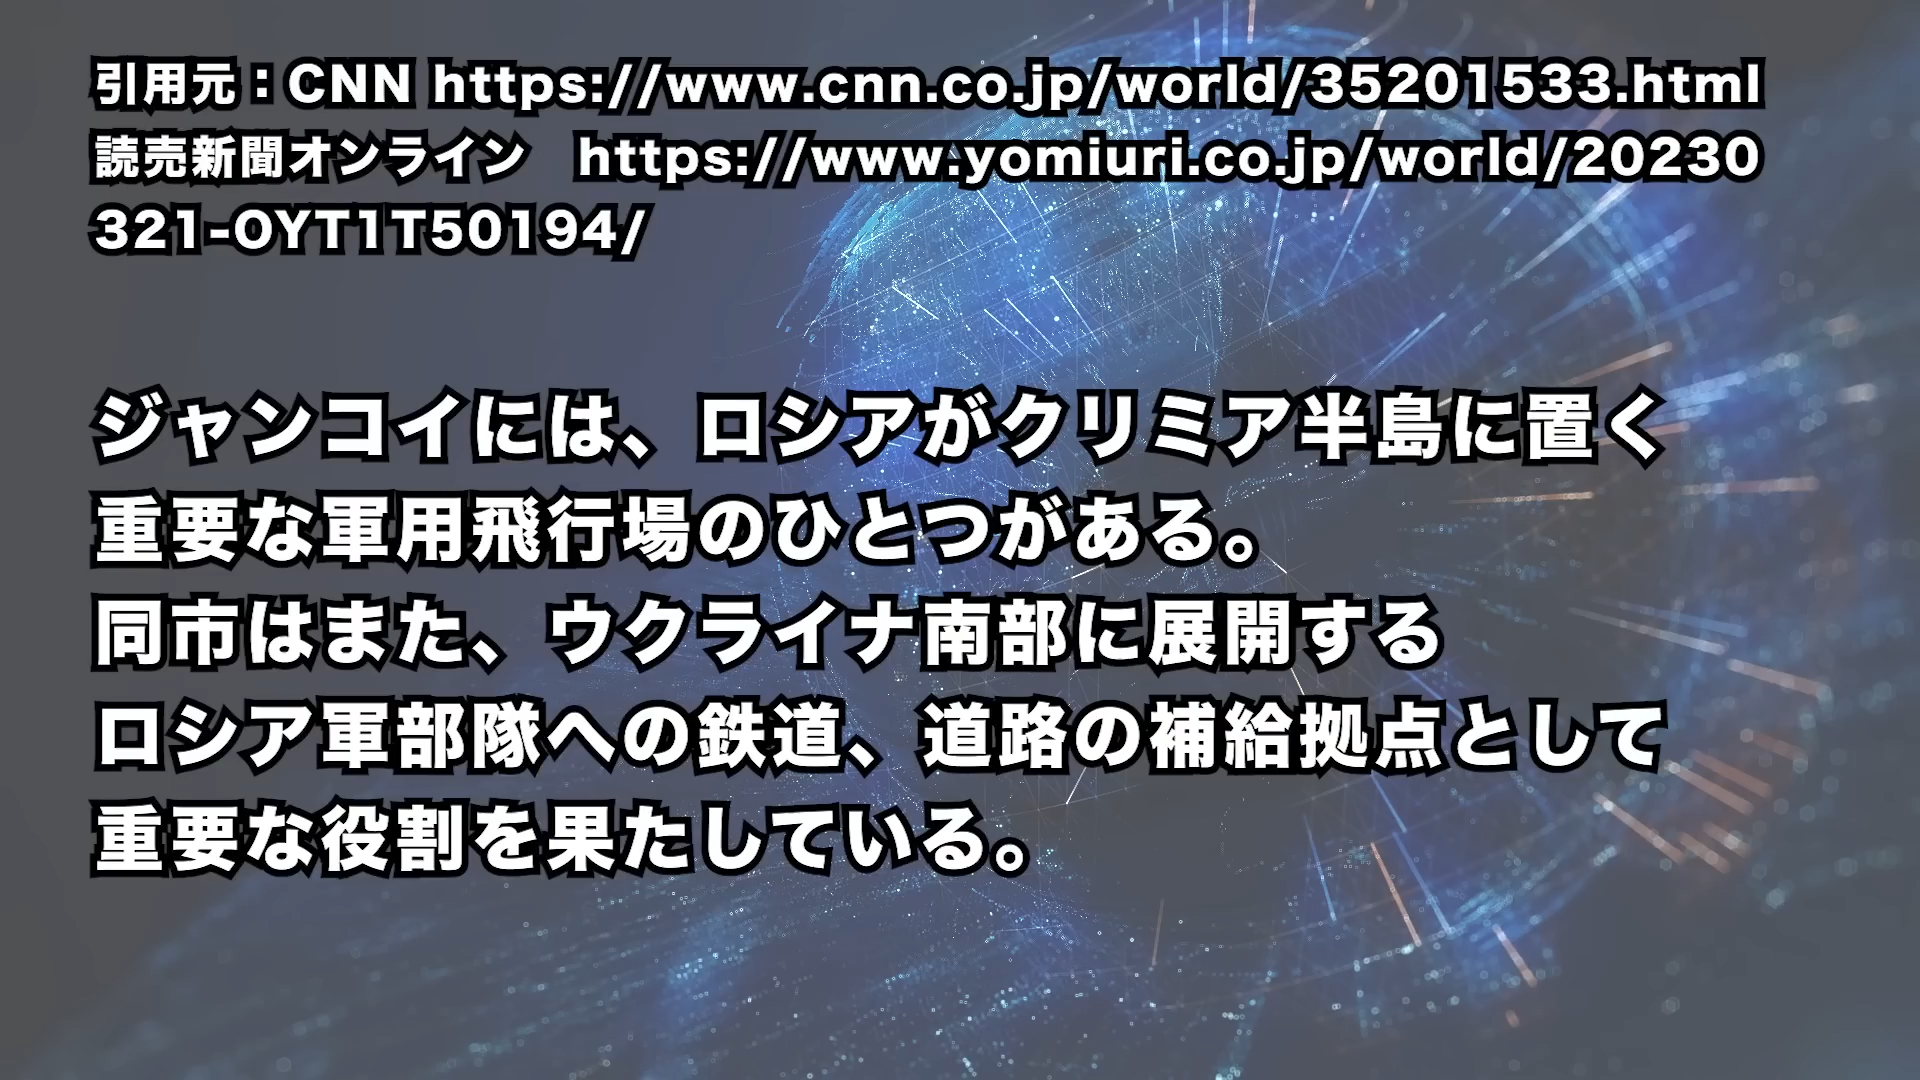 引用元：CNN https://www.cnn.co.jp/world/35201533.html
読売新聞オンライン　https://www.yomiuri.co.jp/world/20230
321-OYT1T50194/
ジャンコイには、ロシアがクリミア半島に置く
重要な軍用飛行場のひとつがある。
同市はまた、ウクライナ南部に展開する
ロシア軍部隊への鉄道、道路の補給拠点として
重要な役割を果たしている。